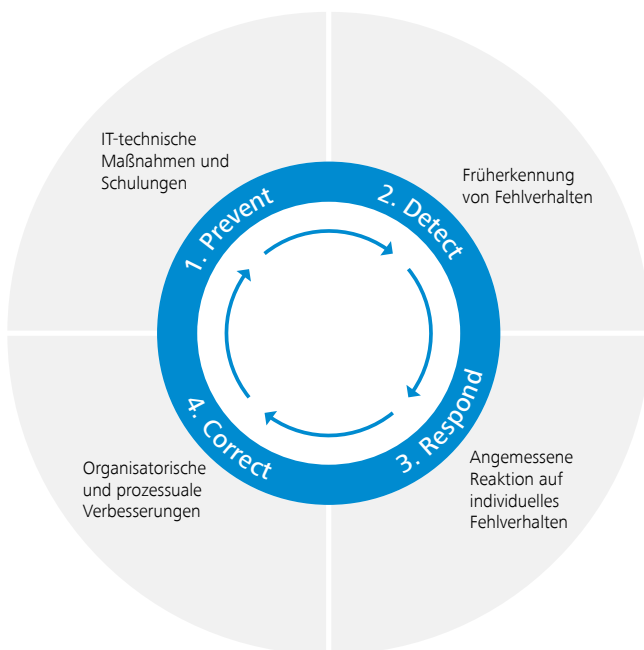 IT-technische
Maßnahmen und
Schulungen
1. Prevent
2. Detect
Früherkennung
von Fehlverhalten
3. Respond
Angemessene
Reaktion auf
individuelles
Fehlverhalten
4. Correct
Organisatorische
und prozessuale
Verbesserungen